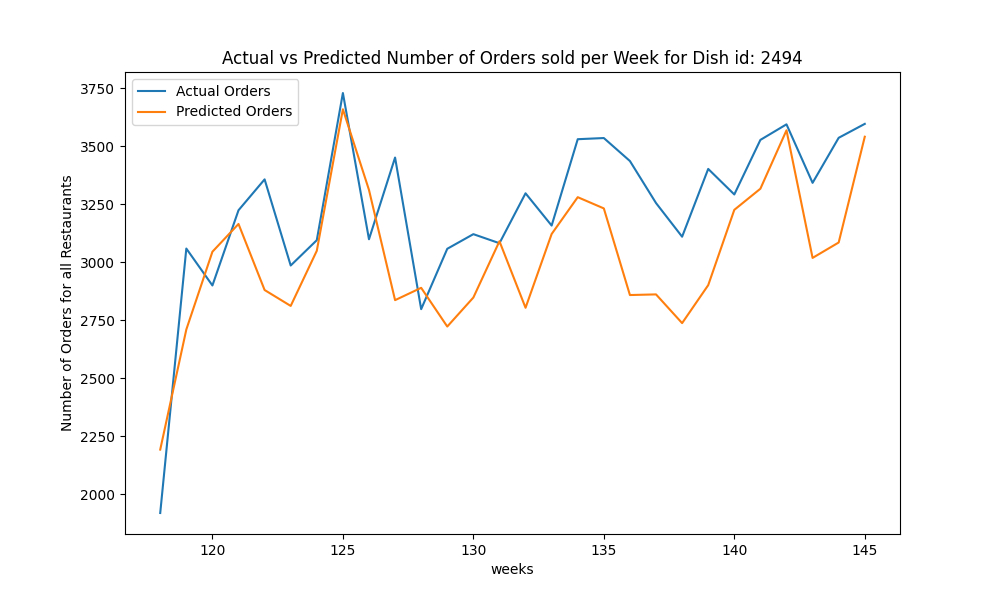 Actual vs Predicted Number of Orders sold per Week for Dish id: 2494
Actual Orders
Predicted Orders
Number of Orders for all Restaurants
3750
3500
3250
3000
2750
2500
2250
2000
120 125 130 135 140 145
weeks